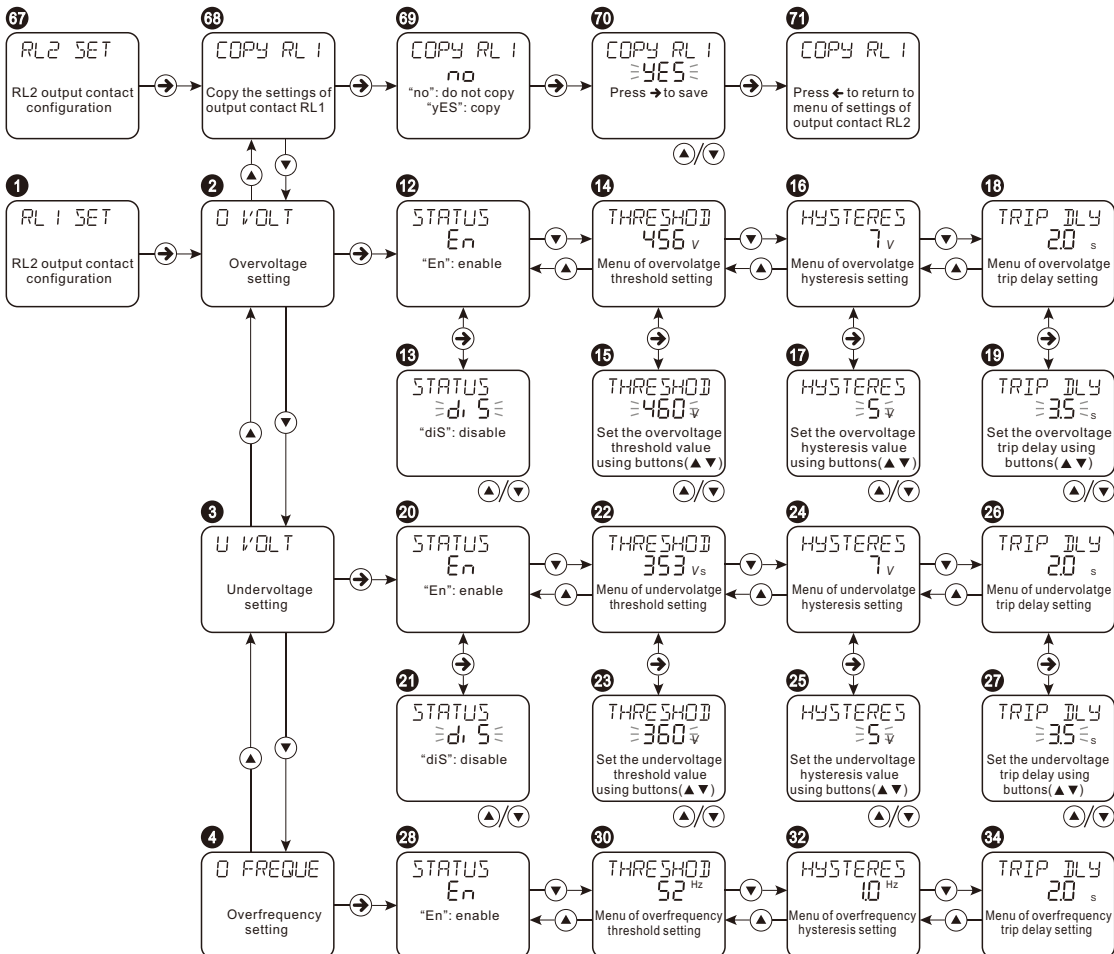 67
RL2 SET
RL2 output contact
configuration
68
COPY RL1
Copy the settings of
output contact RL1
69
COPY RL1
no
“no”: do not copy
“yES”: copy
70
COPY RL1
yES
Press → to save
▲/▼
71
COPY RL1
Press ← to return to
menu of settings of
output contact RL2
1
RL1 SET
RL2 output contact
configuration
2
O VOLT
Overvoltage
setting
12
STATUS
En
“En”: enable
14
THRESHOD
456 V
Menu of overvolatge
threshold setting
16
HYSTERES
7 V
Menu of overvolatge
hysteresis setting
18
TRIP DLY
2.0 s
Menu of overvolatge
trip delay setting
13
STATUS
diS
“diS”: disable
15
THRESHOD
460 V
Set the overvoltage
threshold value
using buttons(▲ ▼)
▲/▼
17
HYSTERES
5 V
Set the overvoltage
hysteresis value
using buttons(▲ ▼)
▲/▼
19
TRIP DLY
3.5 s
Set the overvoltage
trip delay using
buttons(▲ ▼)
▲/▼
3
U VOLT
Undervoltage
setting
20
STATUS
En
“En”: enable
22
THRESHOD
353 Vs
Menu of undervolatge
threshold setting
24
HYSTERES
7 V
Menu of undervolatge
hysteresis setting
26
TRIP DLY
2.0 s
Menu of undervolatge
trip delay setting
21
STATUS
diS
“diS”: disable
23
THRESHOD
360 V
Set the undervoltage
threshold value
using buttons(▲ ▼)
▲/▼
25
HYSTERES
5 V
Set the undervoltage
hysteresis value
using buttons(▲ ▼)
▲/▼
27
TRIP DLY
3.5 s
Set the undervoltage
trip delay using
buttons(▲ ▼)
▲/▼
4
O FREQUE
Overfrequency
setting
28
STATUS
En
“En”: enable
30
THRESHOD
52 Hz
Menu of overfrequency
threshold setting
32
HYSTERES
1.0 Hz
Menu of overfrequency
hysteresis setting
34
TRIP DLY
2.0 s
Menu of overfrequency
trip delay setting